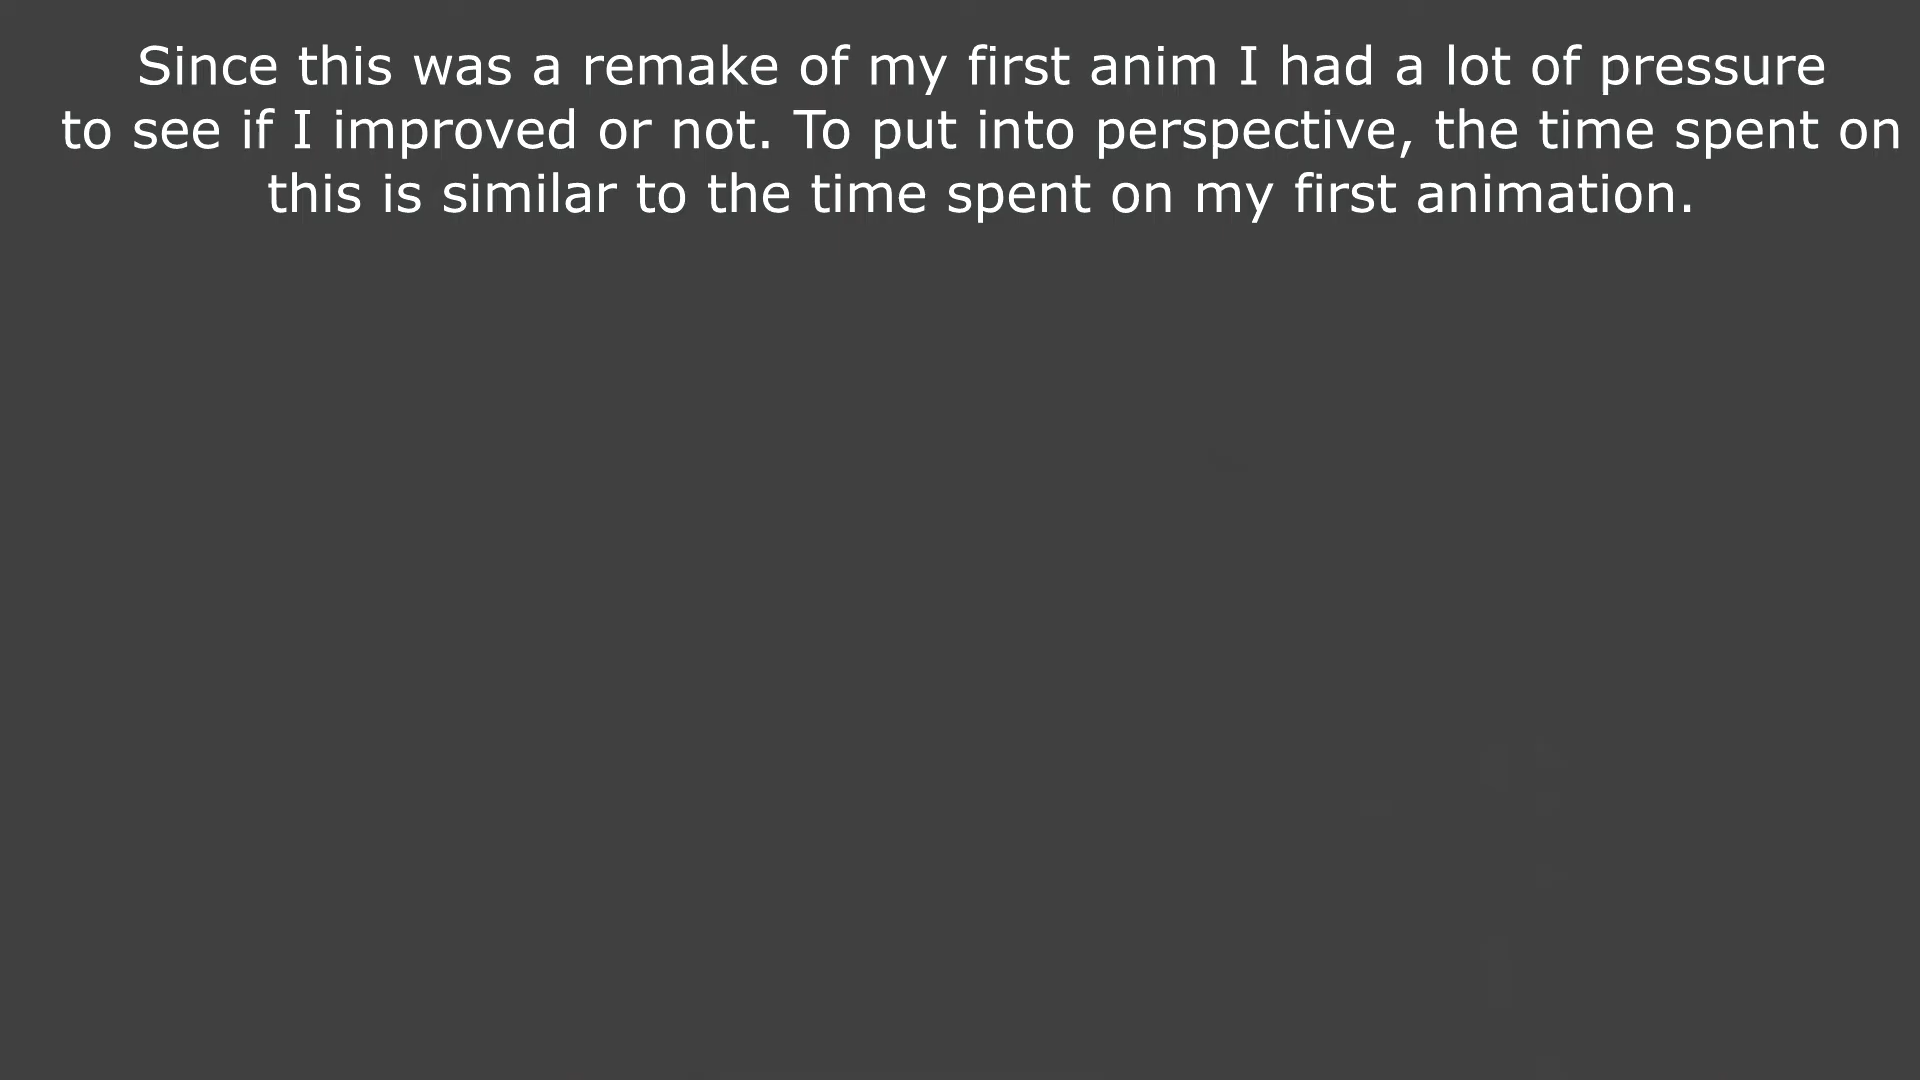 Since this was a remake of my first anim I had a lot of pressure
to see if I improved or not. To put into perspective, the time spent on
this is similar to the time spent on my first animation.